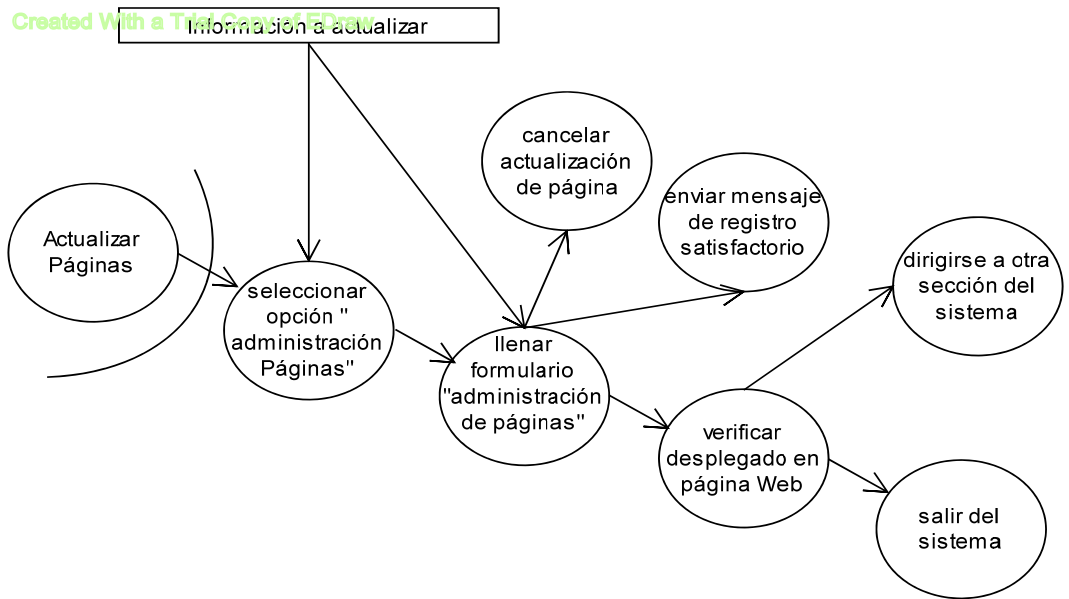 Created With a Trial Copy of EDraw
Información a actualizar
cancelar
actualización
de página
enviar mensaje
de registro
satisfactorio
Actualizar
Páginas
dirigirse a otra
sección del
sistema
seleccionar
opción "
administración
Páginas"
llenar
formulario
"administración
de páginas"
verificar
desplegado en
página Web
salir del
sistema